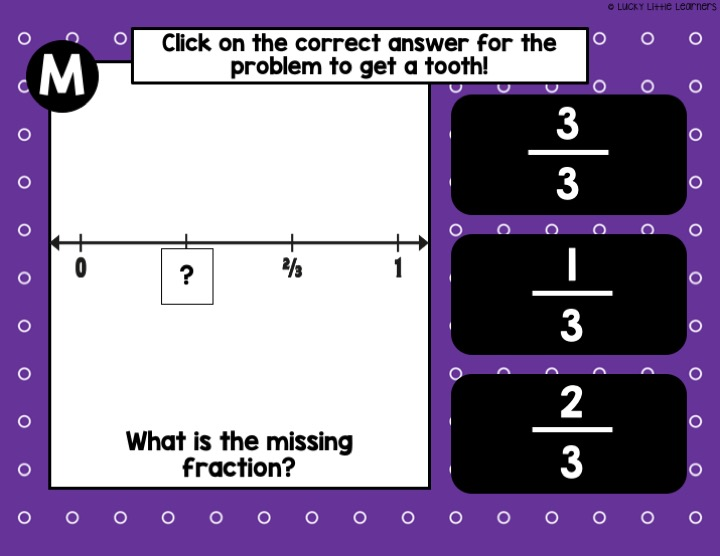 © Lucky Little Learners
Click on the correct answer for the
problem to get a tooth!
M
0 ? ⅔ 1
What is the missing
fraction?
3
3
1
3
2
3